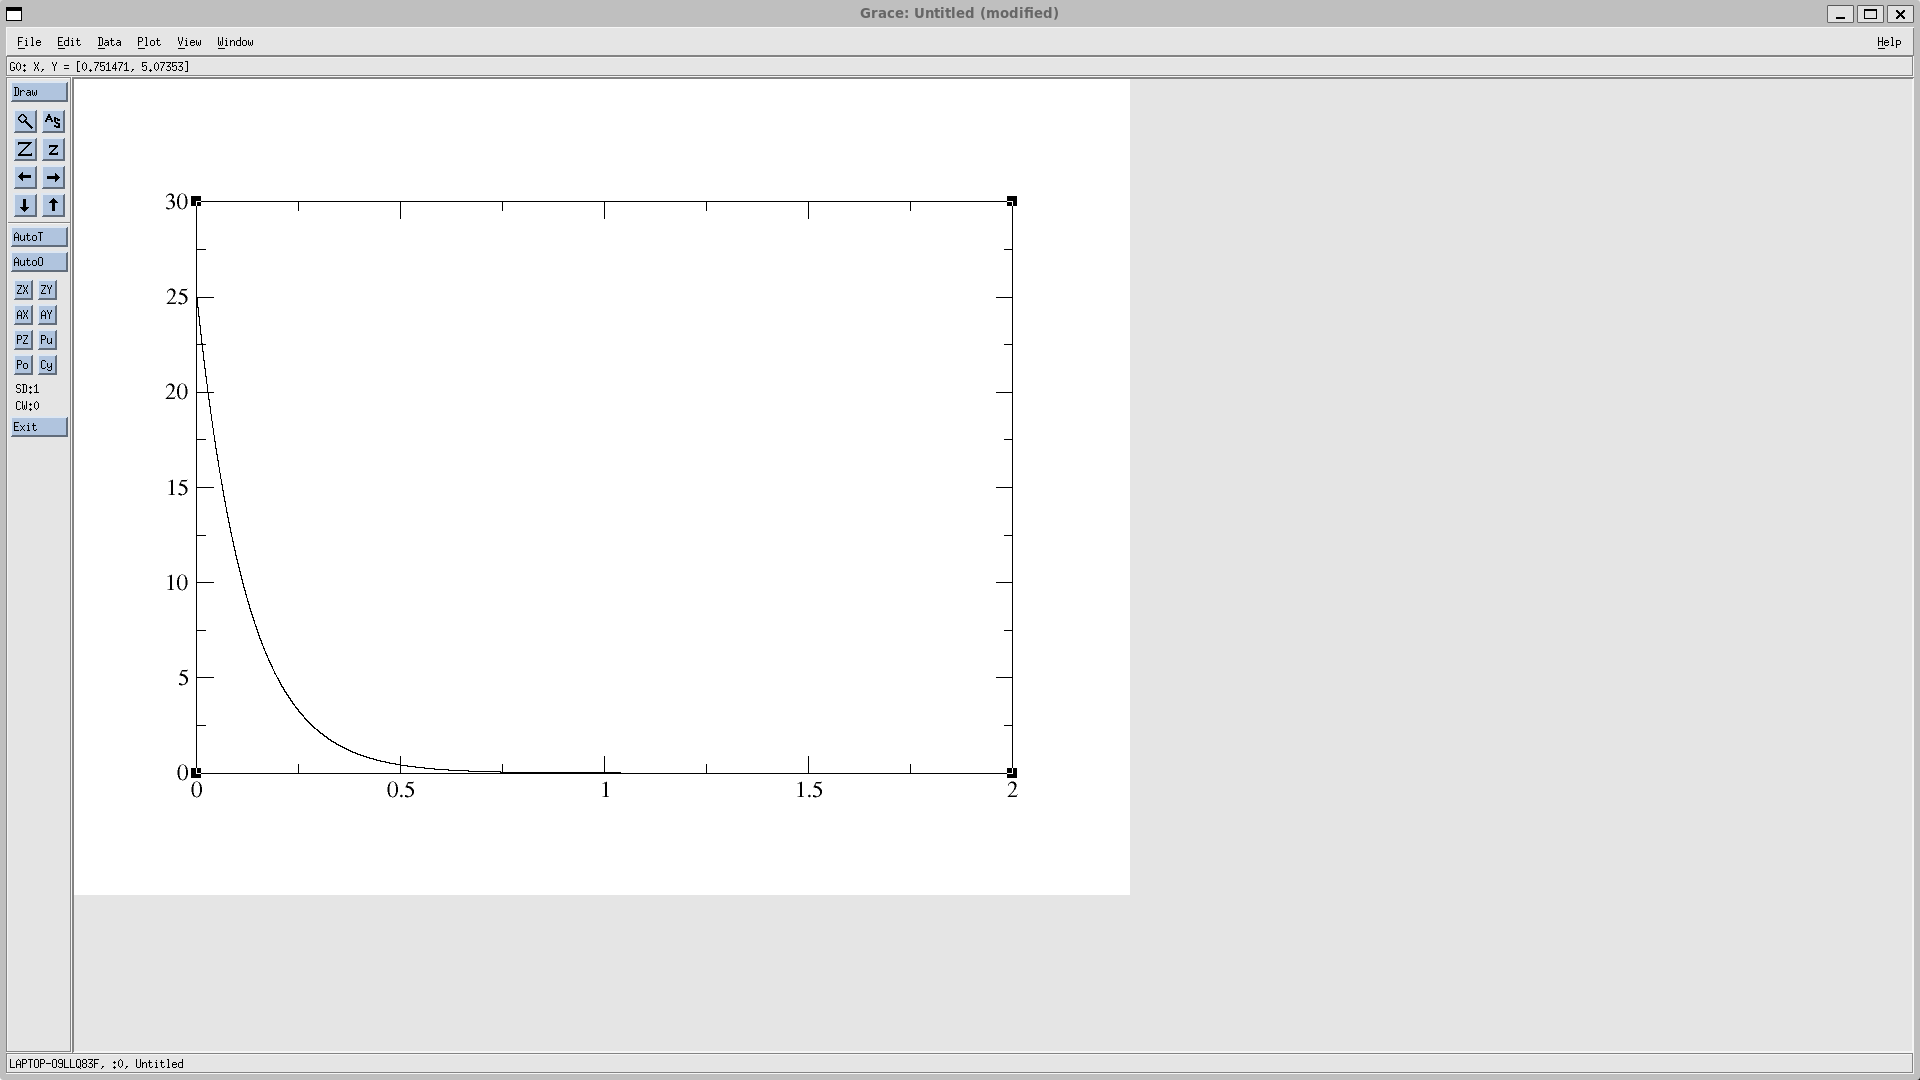 Grace: Untitled (modified)
File Edit Data Plot View Window Help
G0: X, Y = [0.751471, 5.07353]
Draw
AS
Z z
AutoT
AutoO
ZX ZY
AX AY
PZ Pu
Po Cy
SD:1
CW:0
Exit
30
25
20
15
10
5
0
0 0.5 1 1.5 2
LAPTOP-O9LLQ83F, :0, Untitled